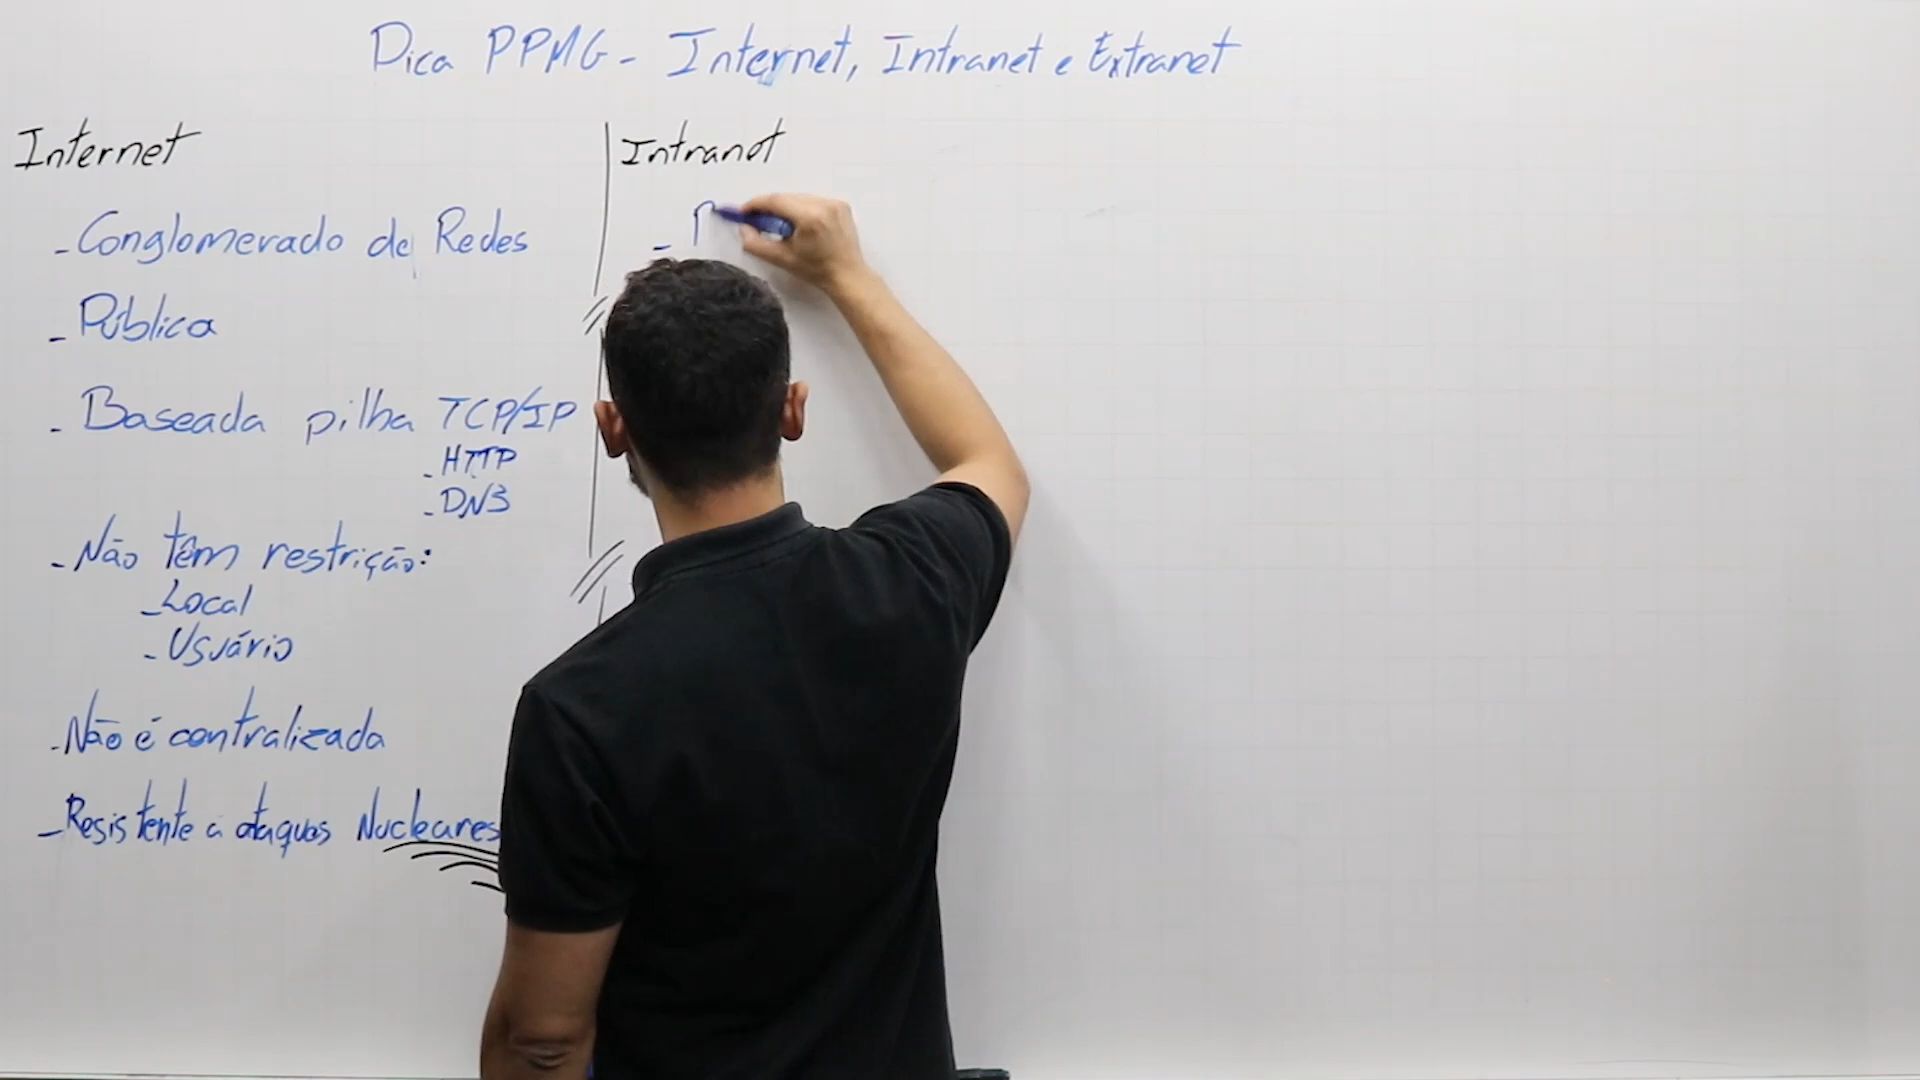 Dica PPMG - Internet, Intranet e Extranet
Internet
- Conglomerado de Redes
- Pública
- Baseada pilha TCP/IP
- HTTP
- DNS
- Não têm restrição:
- Local
- Usuário
- Não é centralizada
- Resistente a ataques Nucleares
Intranet
-